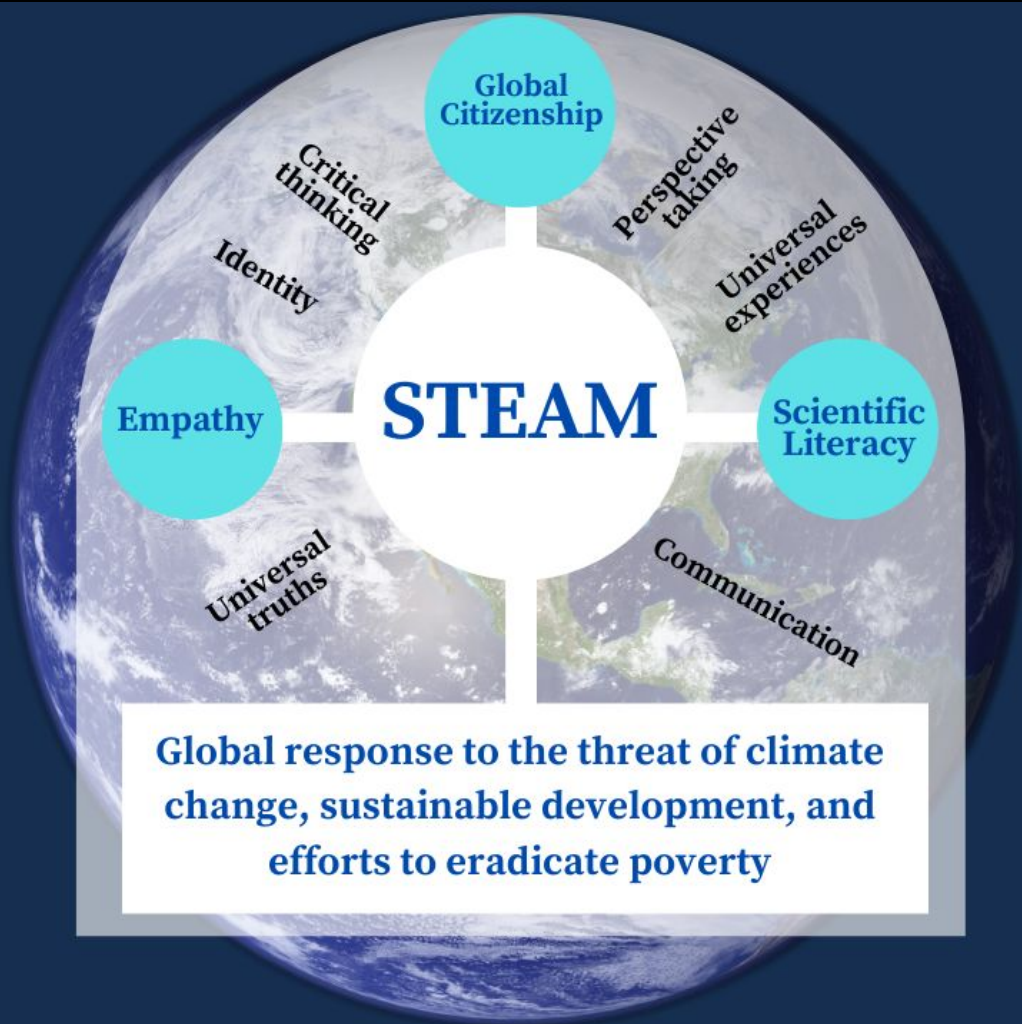 Global
Citizenship
Critical
thinking
Perspective
taking
Identity
Universal
experiences
Empathy
STEAM
Scientific
Literacy
Universal
truths
Communication
Global response to the threat of climate
change, sustainable development, and
efforts to eradicate poverty